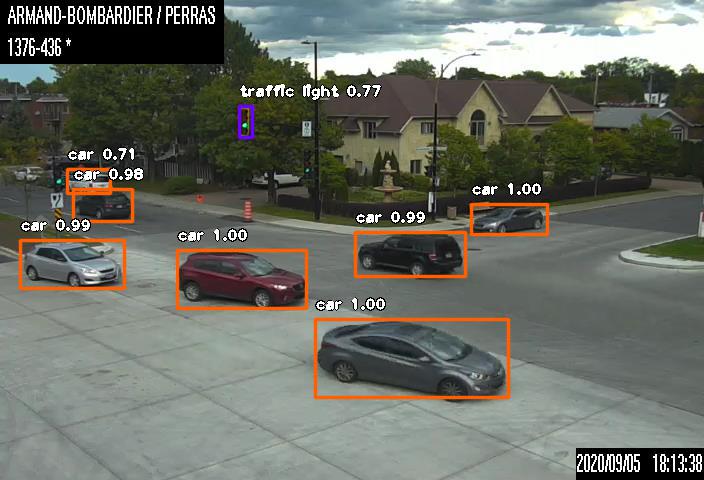 ARMAND-BOMBARDIER / PERRAS
1376-436 *
traffic light 0.77
car 0.71
car 0.98
car 1.00
car 0.99
car 0.99
car 1.00
car 1.00
2020/09/05 18:13:38